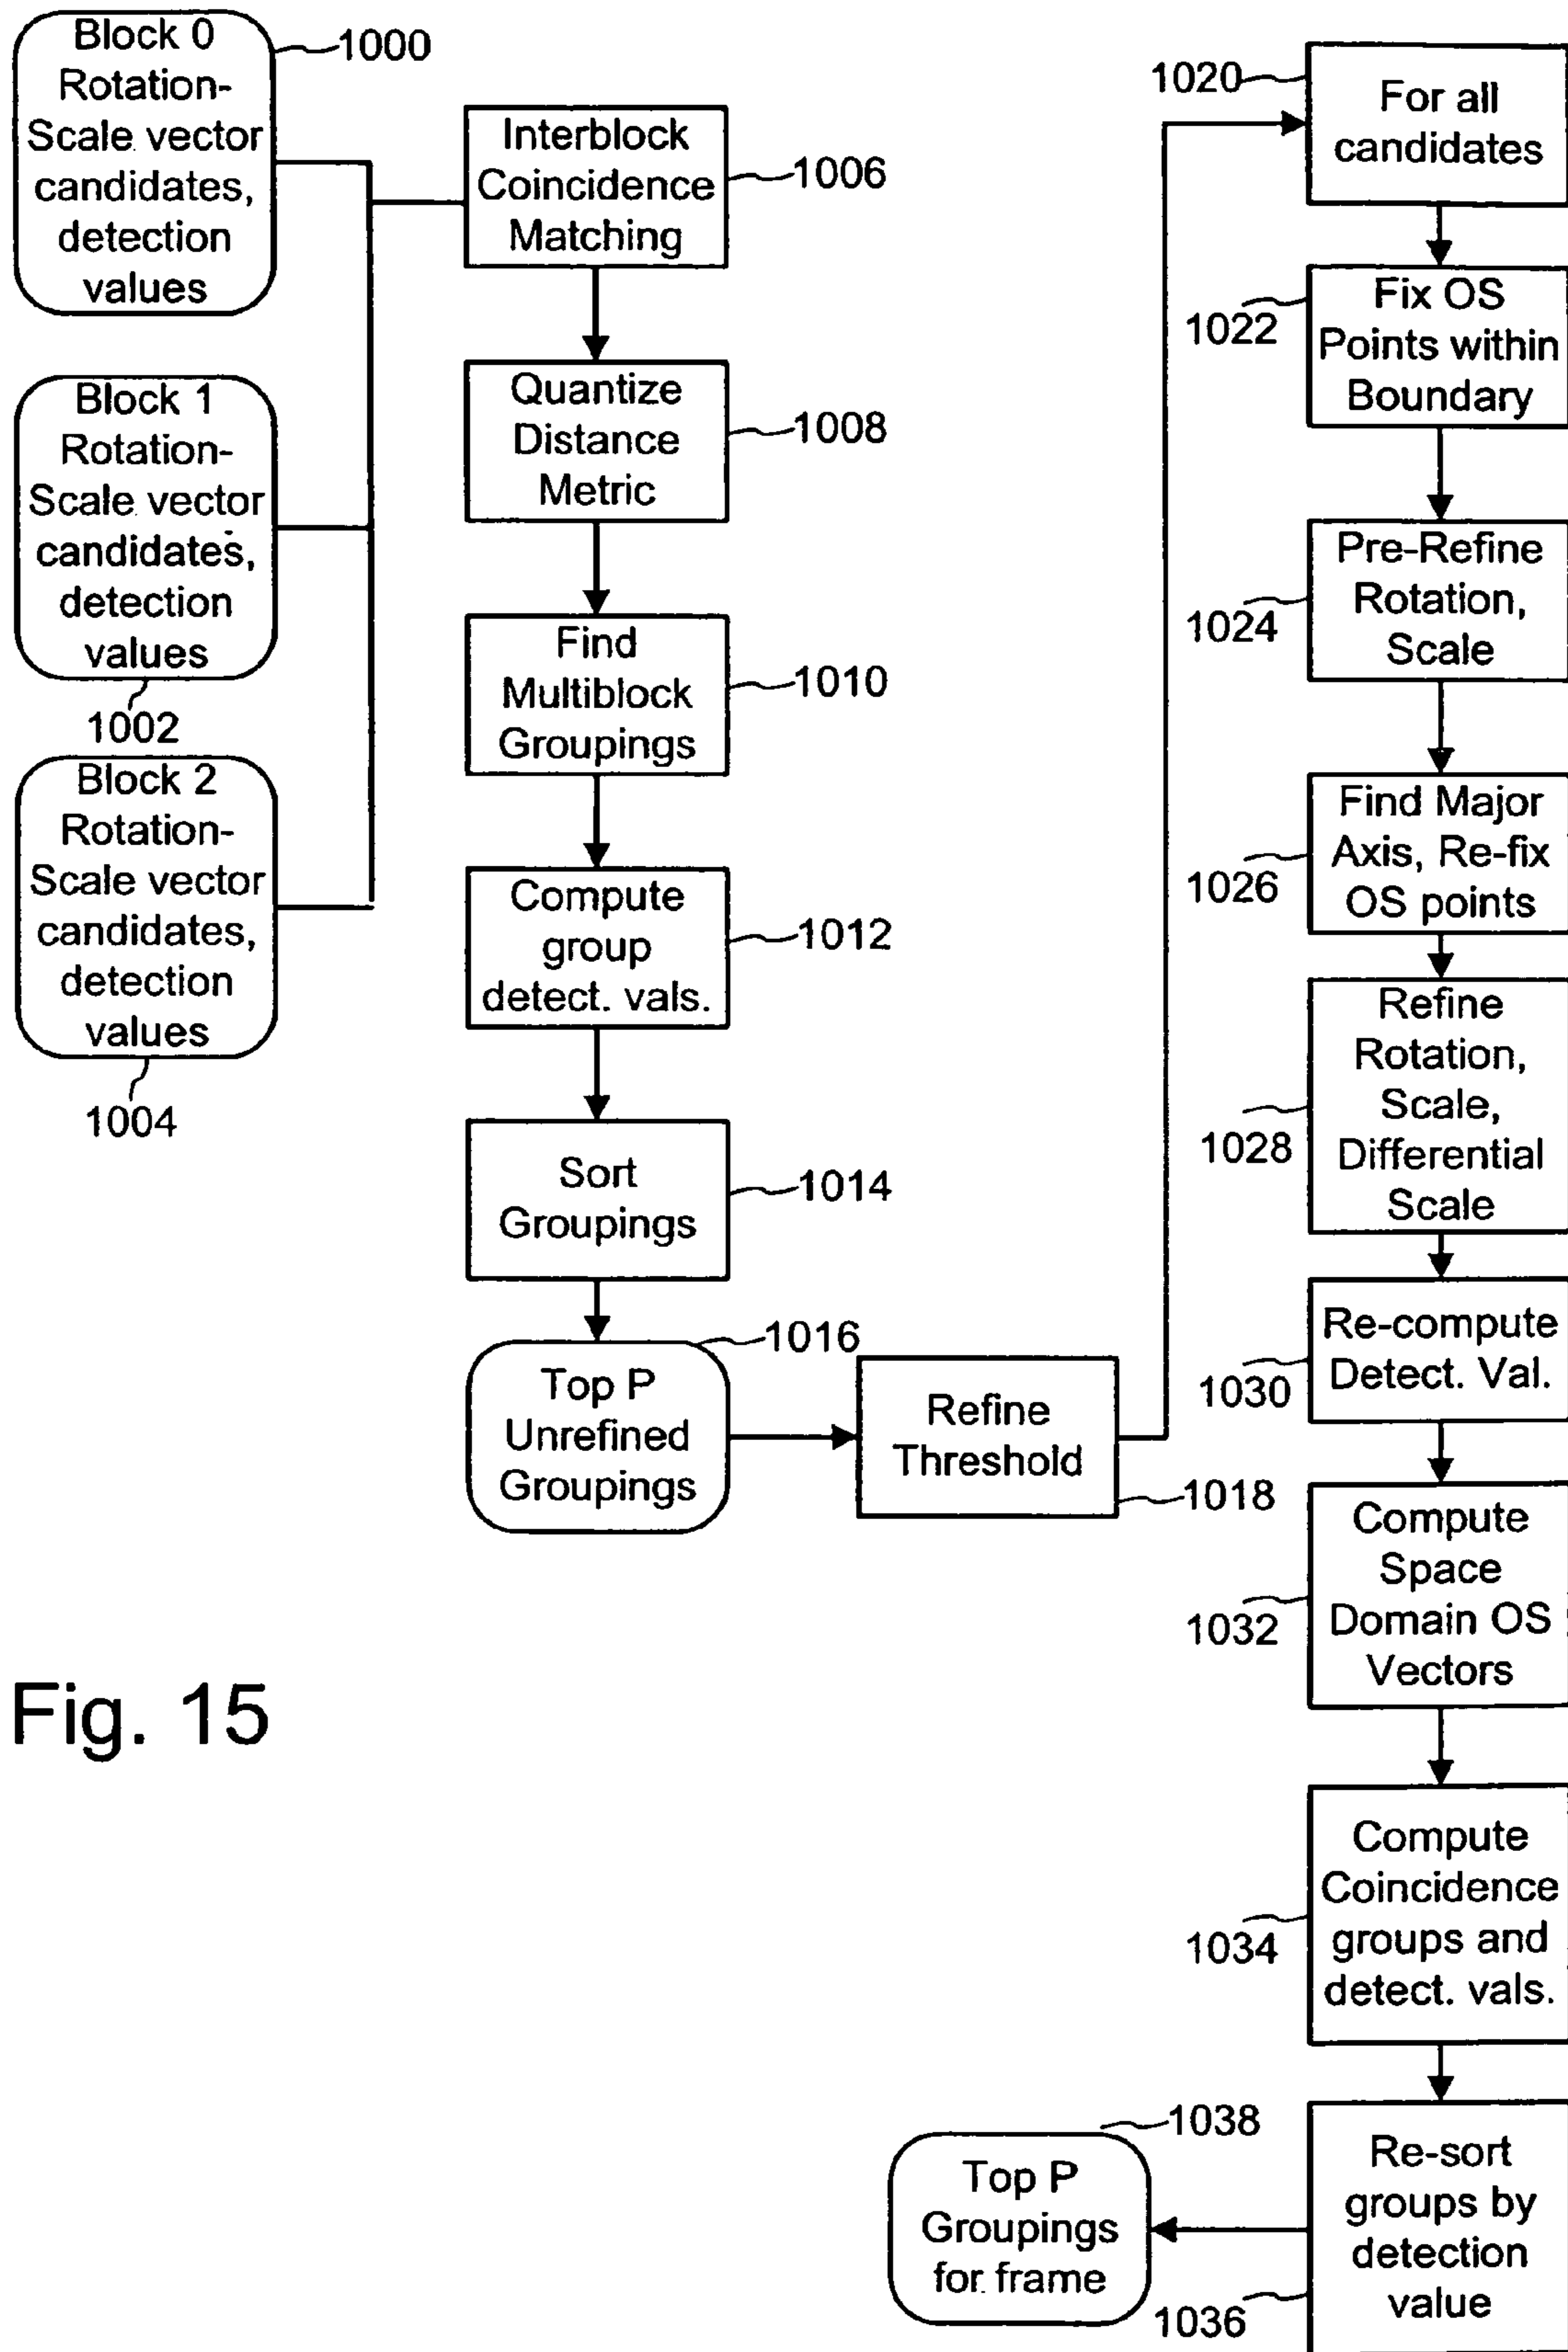 Block 0
Rotation-
Scale vector
candidates,
detection
values
1000
Block 1
Rotation-
Scale vector
candidates,
detection
values
1002
Block 2
Rotation-
Scale vector
candidates,
detection
values
1004
Interblock
Coincidence
Matching
1006
Quantize
Distance
Metric
1008
Find
Multiblock
Groupings
1010
Compute
group
detect. vals.
1012
Sort
Groupings
1014
Top P
Unrefined
Groupings
1016
Refine
Threshold
1018
1020
For all
candidates
1022
Fix OS
Points within
Boundary
1024
Pre-Refine
Rotation,
Scale
1026
Find Major
Axis, Re-fix
OS points
1028
Refine
Rotation,
Scale,
Differential
Scale
1030
Re-compute
Detect. Val.
1032
Compute
Space
Domain OS
Vectors
1034
Compute
Coincidence
groups and
detect. vals.
1036
Re-sort
groups by
detection
value
1038
Top P
Groupings
for frame
Fig. 15